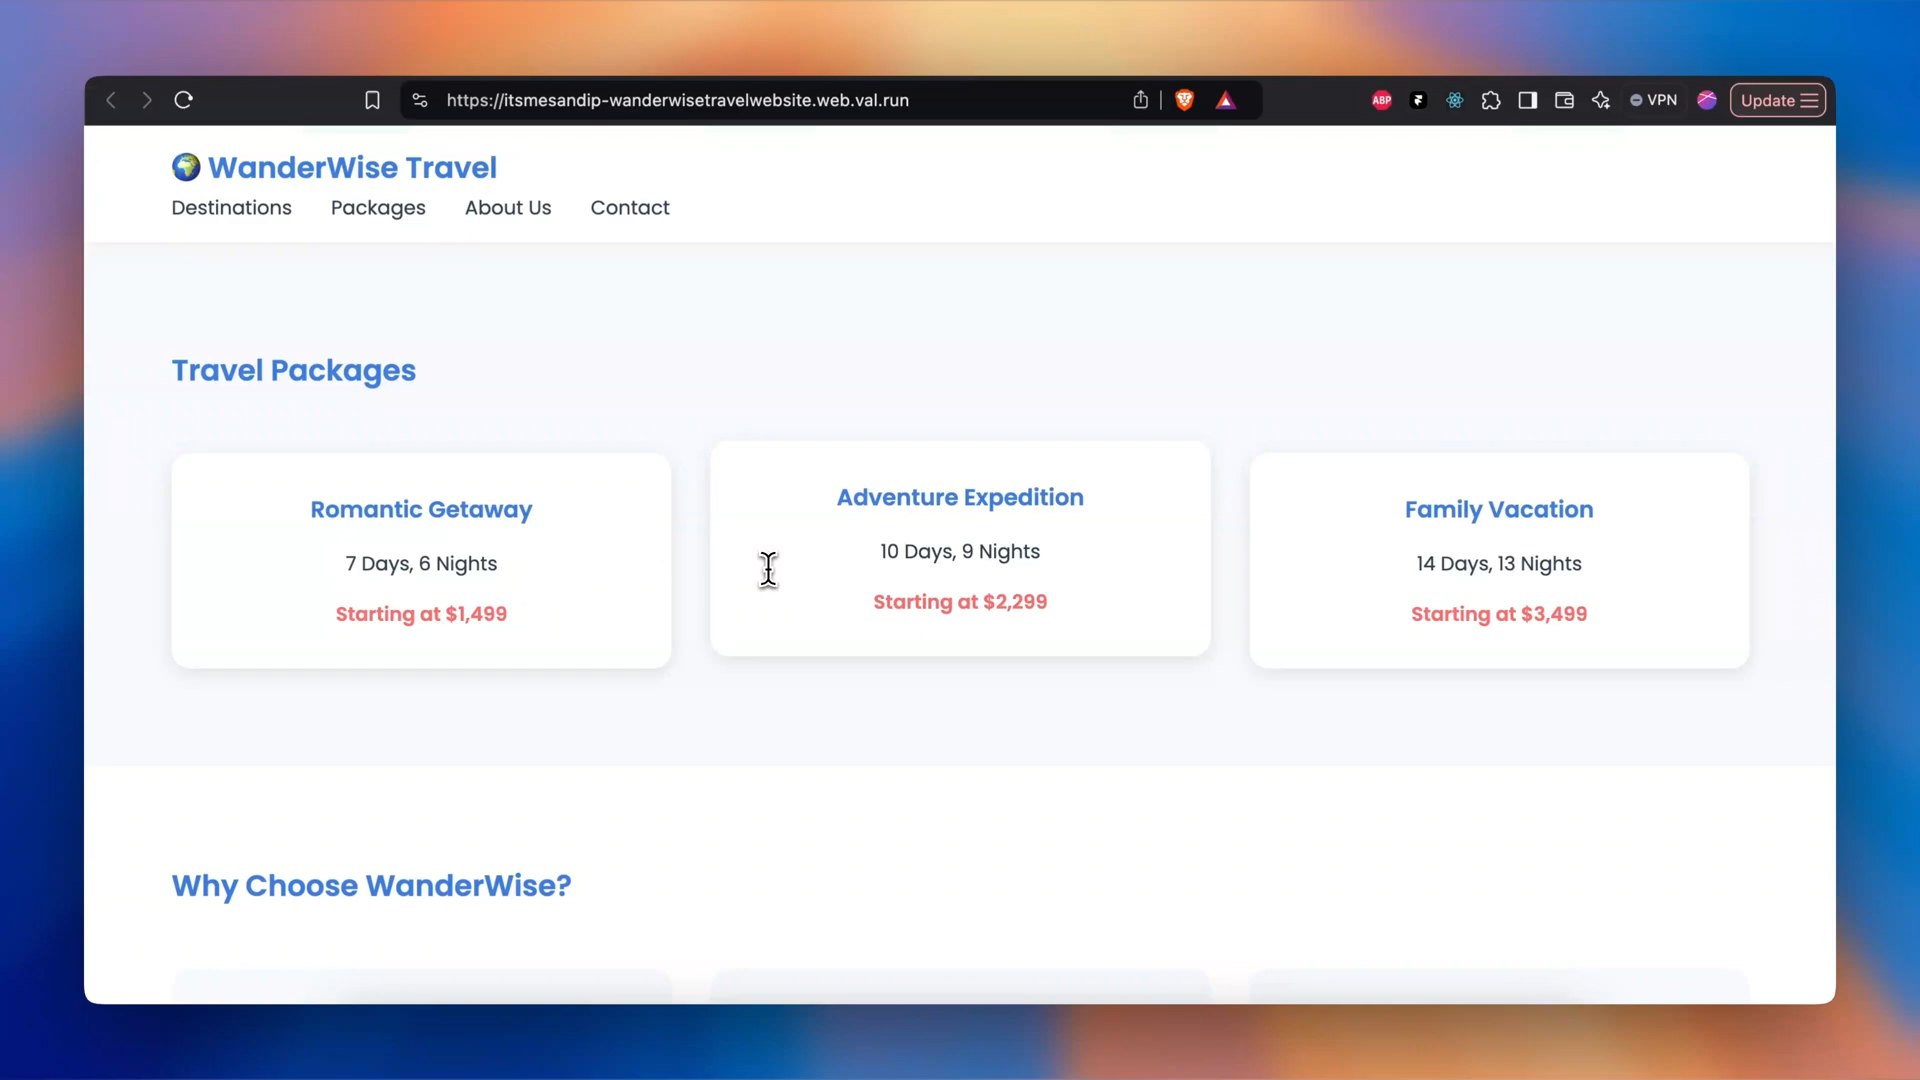 https://itsmesandip-wanderwisetravelwebsite.web.val.run
ABP
VPN
Update
WanderWise Travel
Destinations Packages About Us Contact
Travel Packages
Romantic Getaway
7 Days, 6 Nights
Starting at $1,499
Adventure Expedition
10 Days, 9 Nights
Starting at $2,299
Family Vacation
14 Days, 13 Nights
Starting at $3,499
Why Choose WanderWise?